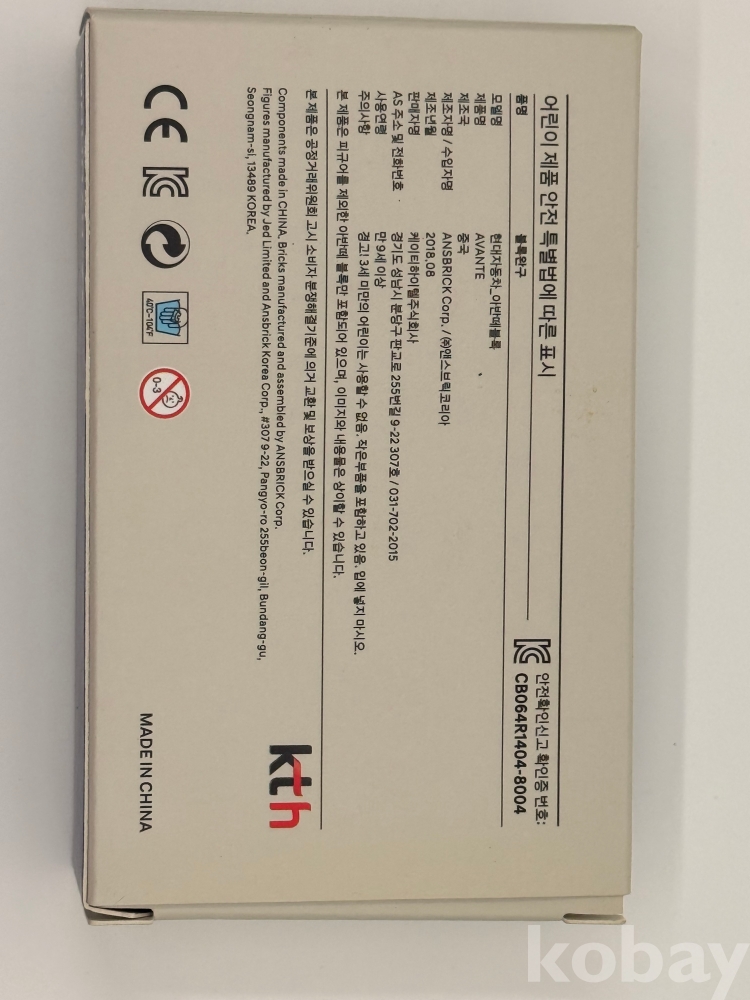 어린이 제품 안전 특별법에 따른 표시
안전확인신고 확인증 번호:
CB064R1404-8004
품명 블록완구
모델명 현대자동차_아반떼블록
제품명 AVANTE
제조국 중국
제조자명 / 수입자명 ANSBRICK Corp. / ㈜앤스브릭코리아
제조년월 2018.08
판매자명 케이티하이텔주식회사
AS 주소 및 전화번호 경기도 성남시 분당구 판교로 255번길 9-22 307호 / 031-702-2015
사용연령 만 9세 이상
주의사항 경고! 3세 미만의 어린이는 사용할 수 없음. 작은부품을 포함하고 있음. 입에 넣지 마시오.
본 제품은 피규어를 제외한 아반떼 블록만 포함되어 있으며, 이미지와 내용물은 상이할 수 있습니다.
본 제품은 공정거래위원회 고시 소비자 분쟁해결기준에 의거 교환 및 보상을 받으실 수 있습니다.
Components made in CHINA. Bricks manufactured and assembled by ANSBRICK Corp.
Figures manufactured by Jed Limited and Ansbrick Korea Corp., #307 9-22, Pangyo-ro 255beon-gil, Bundang-gu,
Seongnam-si, 13489 KOREA.
kth
CE
40°C~104°F
0-3
MADE IN CHINA
kobay